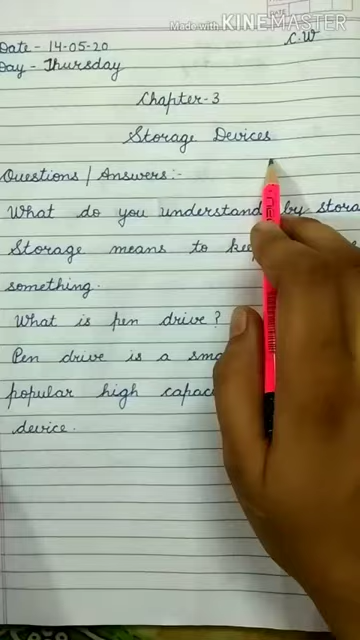 Made with KINEMASTER
Date - 14-05-20
C.W
Day - Thursday
Chapter-3
Storage Devices
Questions / Answers:-
What do you understand by
Storage means to
something.
What is pen drive?
Pen drive is a
popular high
device.